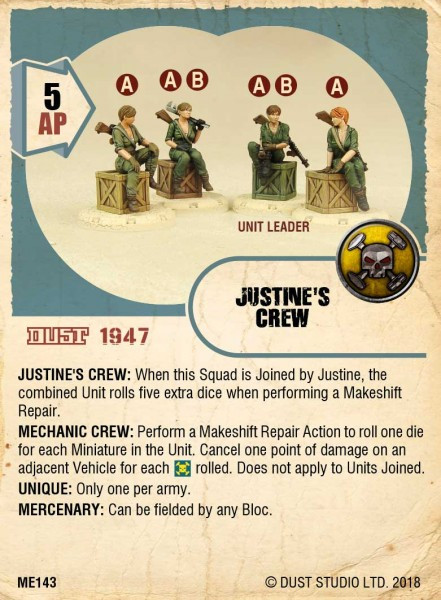 5
AP
A
A B
A B
A
UNIT LEADER
JUSTINE'S
CREW
DUST 1947
JUSTINE'S CREW: When this Squad is Joined by Justine, the
combined Unit rolls five extra dice when performing a Makeshift
Repair.
MECHANIC CREW: Perform a Makeshift Repair Action to roll one die
for each Miniature in the Unit. Cancel one point of damage on an
adjacent Vehicle for each rolled. Does not apply to Units Joined.
UNIQUE: Only one per army.
MERCENARY: Can be fielded by any Bloc.
ME143
© DUST STUDIO LTD. 2018